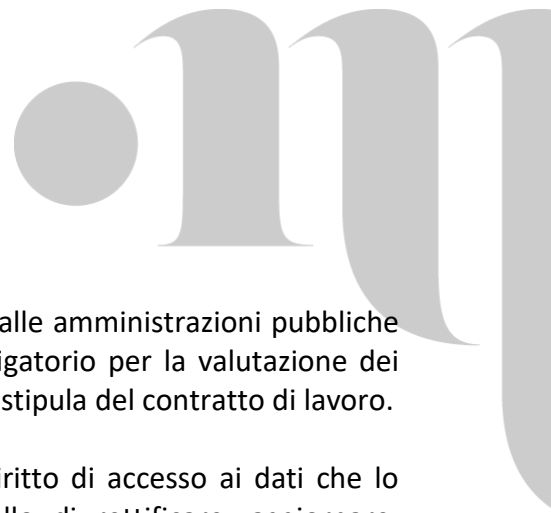 alle amministrazioni pubbliche
igatorio per la valutazione dei
stipula del contratto di lavoro.
iritto di accesso ai dati che lo